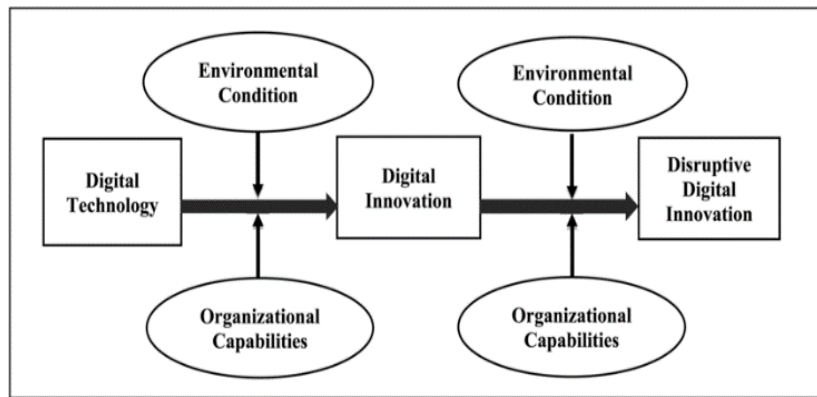 Environmental
Condition
Environmental
Condition
Digital
Technology
Digital
Innovation
Disruptive
Digital
Innovation
Organizational
Capabilities
Organizational
Capabilities